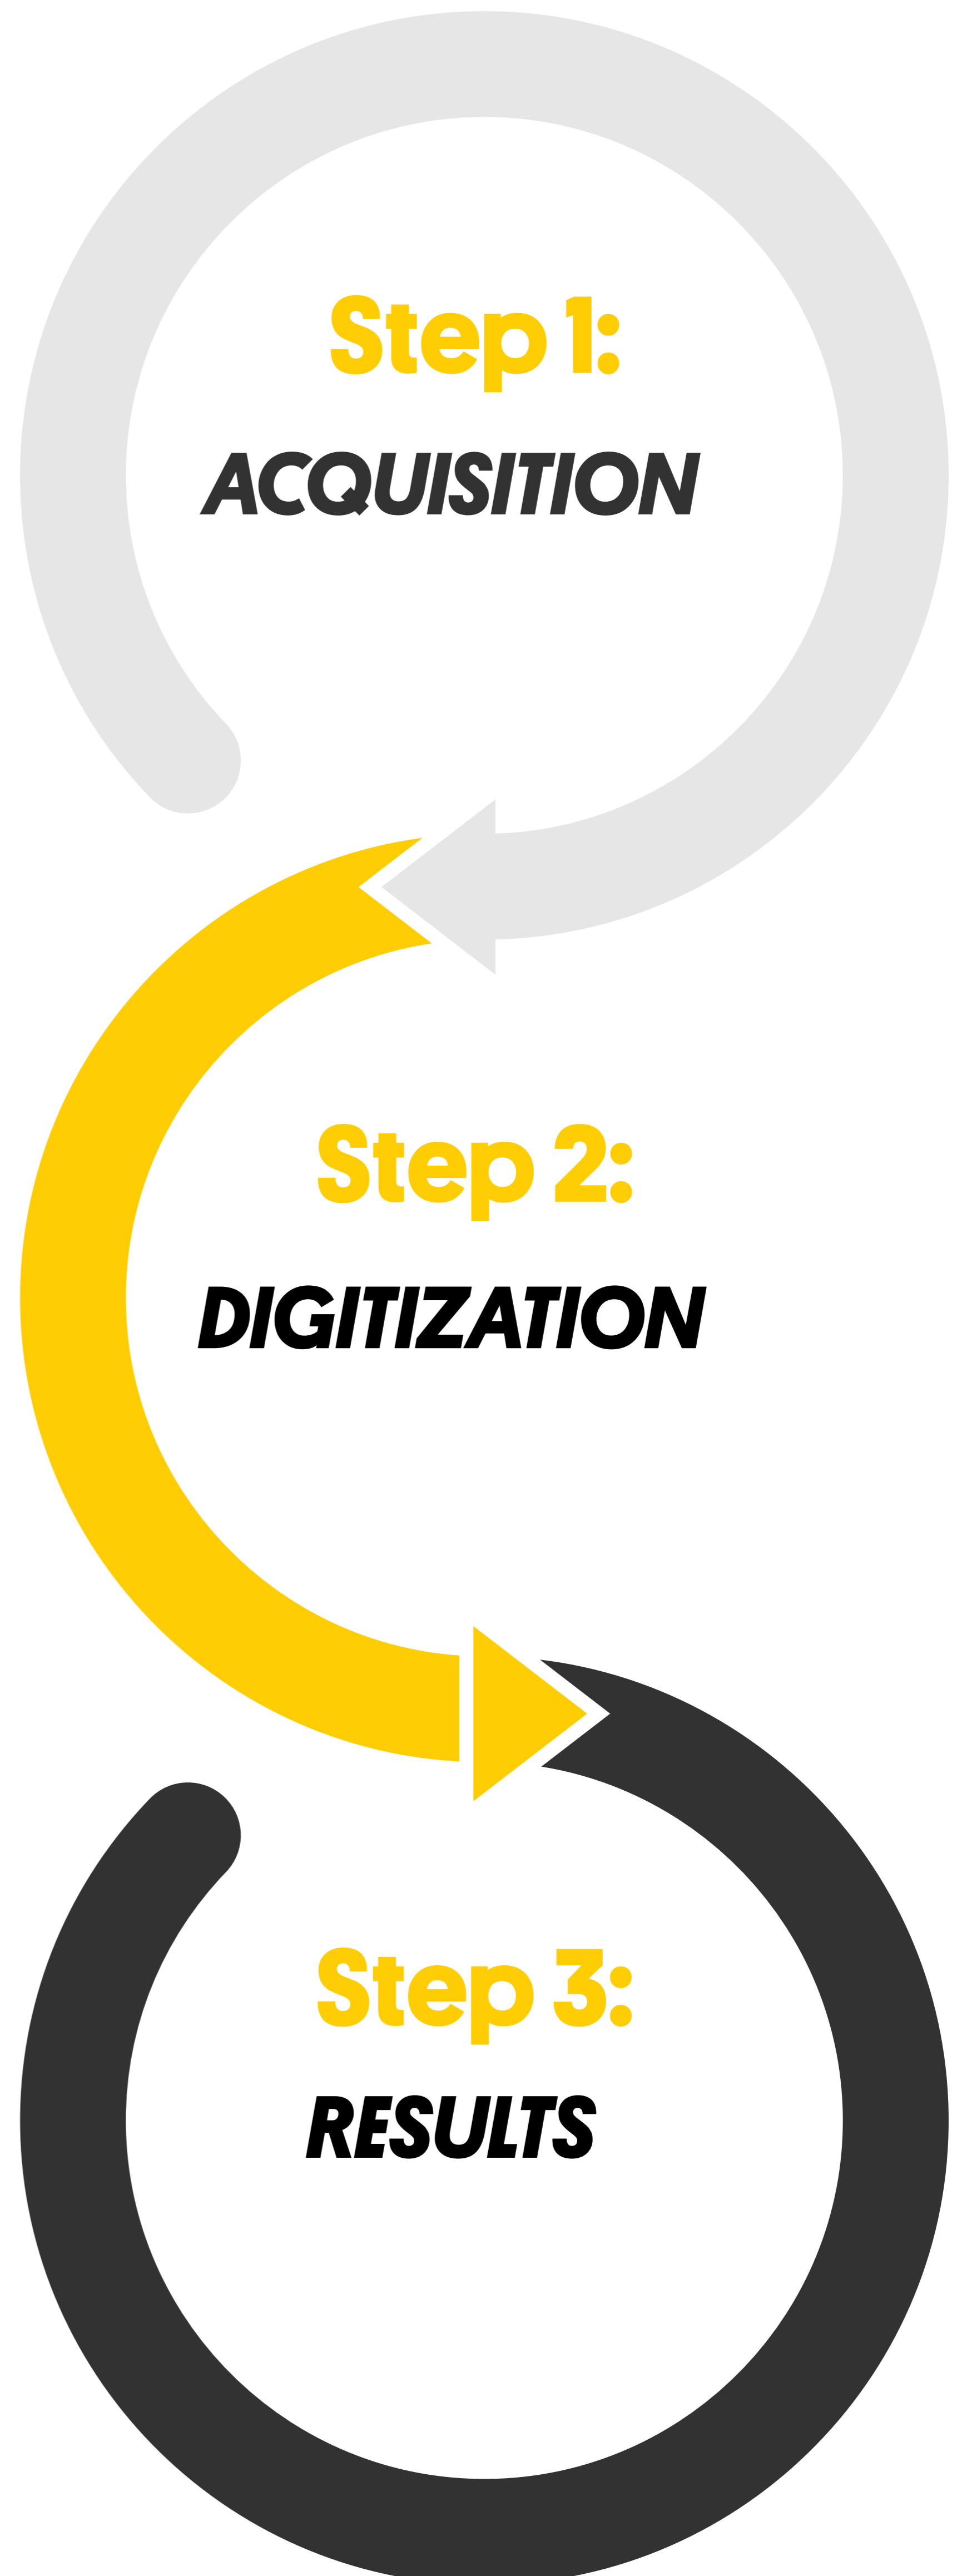 Step 1:
ACQUISITION
Step 2:
DIGITIZATION
Step 3:
RESULTS